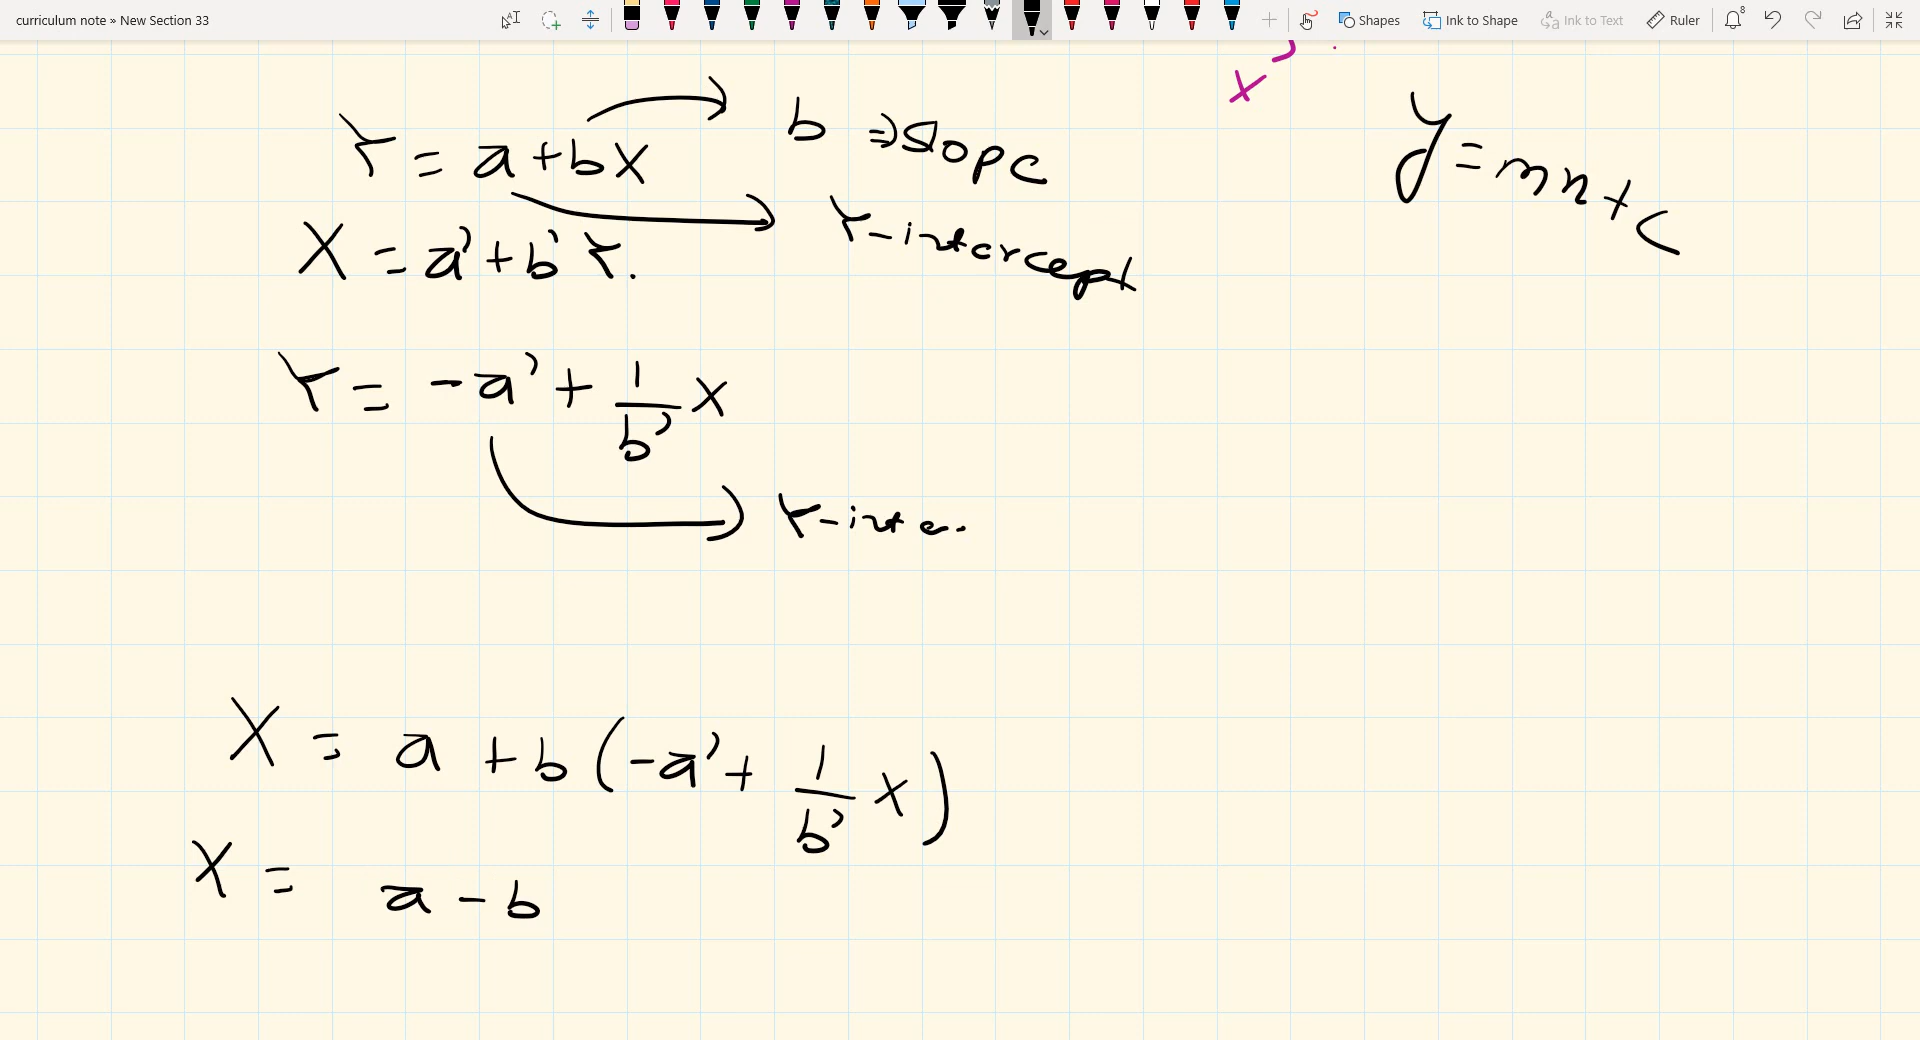 curriculum note » New Section 33
Shapes
Ink to Shape
Ink to Text
Ruler
8
x
Y = a + bX
b ⇒ Slope
y = mx + c
Y-intercept
X = a' + b' Y.
Y = -a' + 1/b' X
Y-inte.
X = a + b (-a' + 1/b' X)
X = a - b